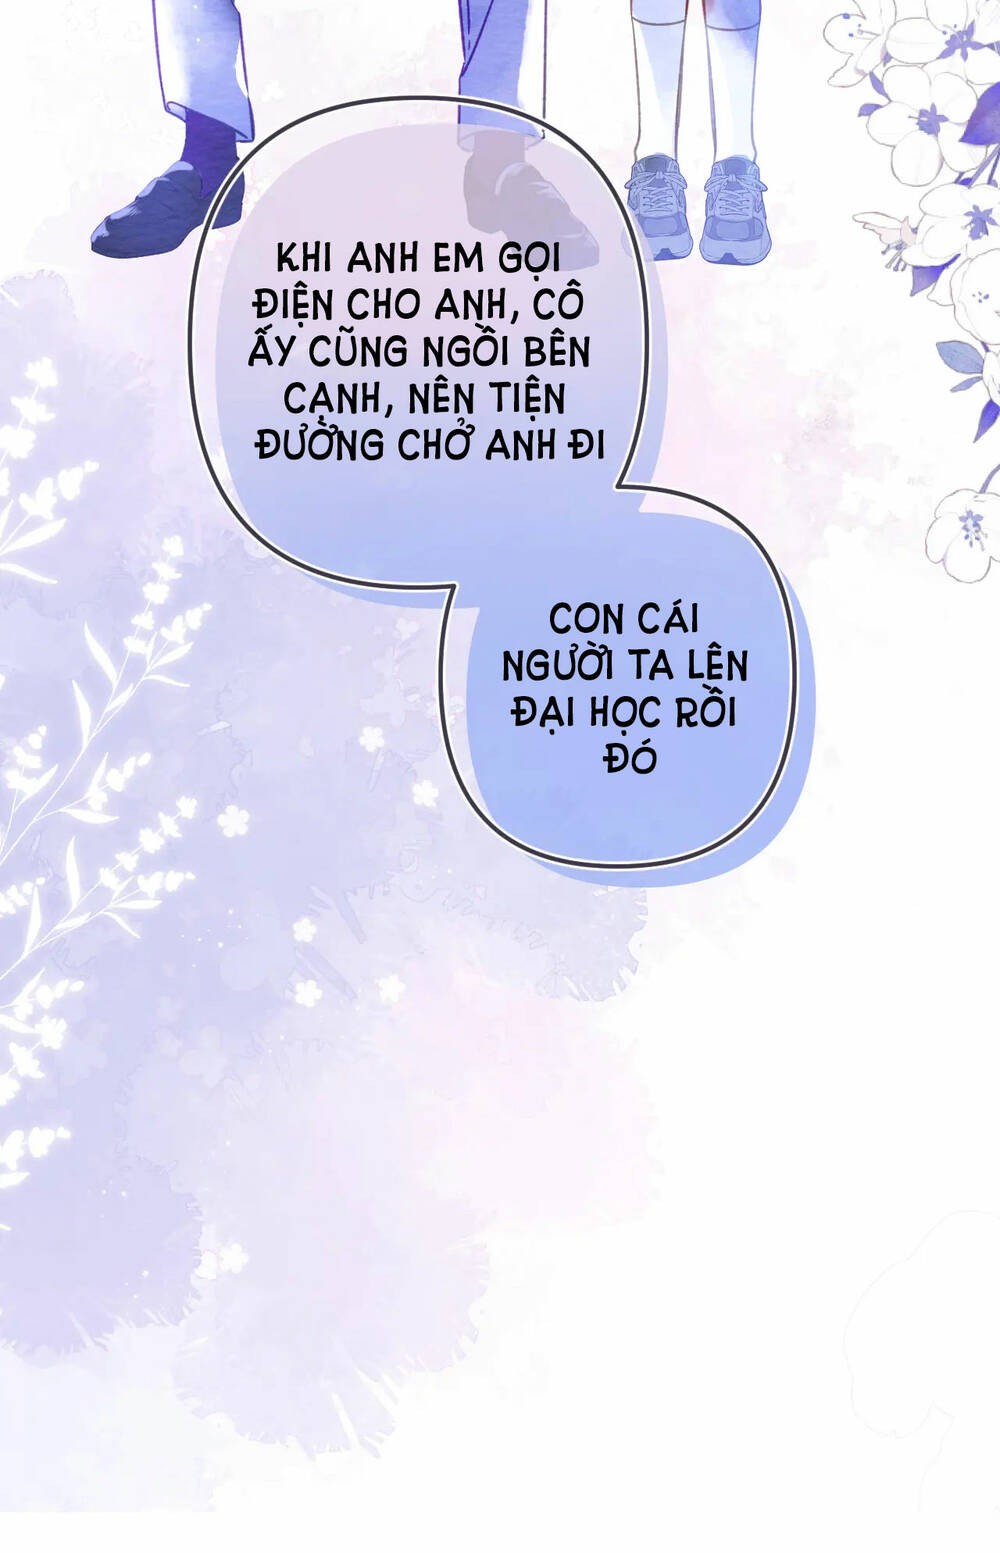 KHI ANH EM GỌI
ĐIỆN CHO ANH, CÔ
ẤY CŨNG NGỒI BÊN
CẠNH, NÊN TIỆN
ĐƯỜNG CHỞ ANH ĐI
CON CÁI
NGƯỜI TA LÊN
ĐẠI HỌC RỒI
ĐÓ